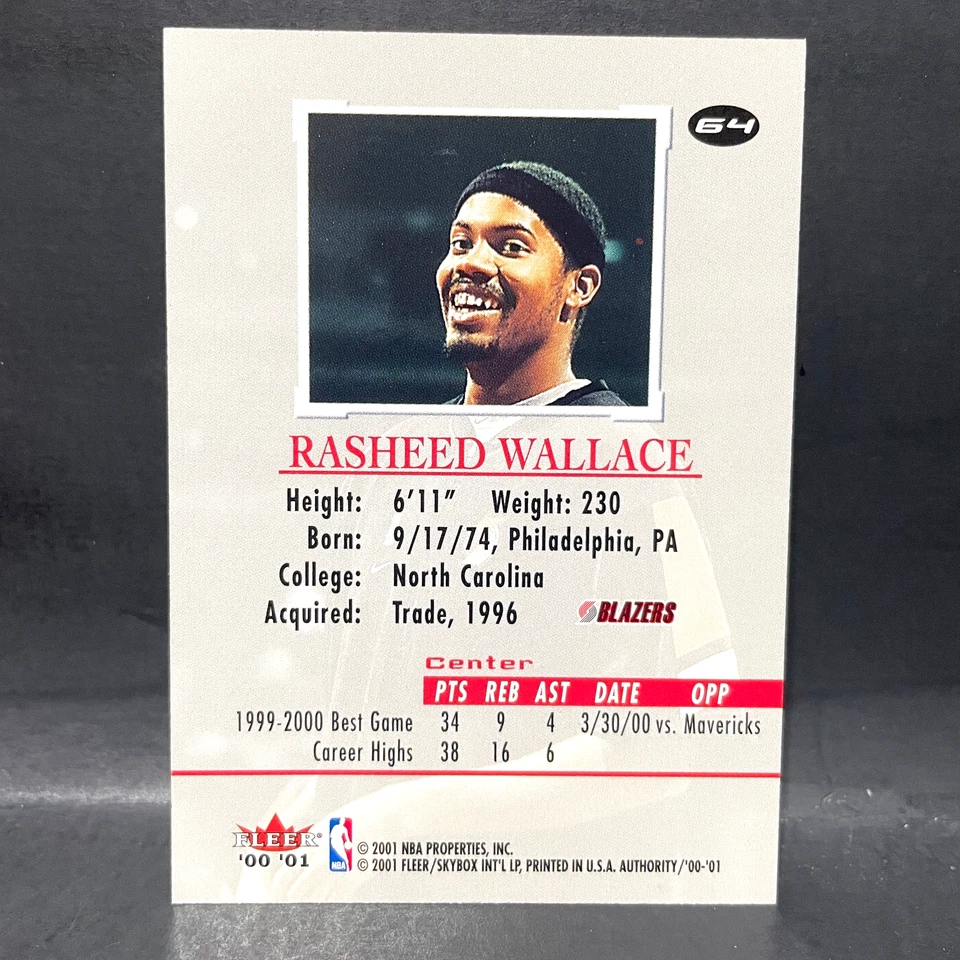 64
RASHEED WALLACE
Height: 6'11" Weight: 230
Born: 9/17/74, Philadelphia, PA
College: North Carolina
Acquired: Trade, 1996 BLAZERS
Center
PTS REB AST DATE OPP
1999-2000 Best Game 34 9 4 3/30/00 vs. Mavericks
Career Highs 38 16 6
FLEER®
'00 '01
NBA
© 2001 NBA PROPERTIES, INC.
© 2001 FLEER/SKYBOX INT'L LP, PRINTED IN U.S.A. AUTHORITY/'00-'01